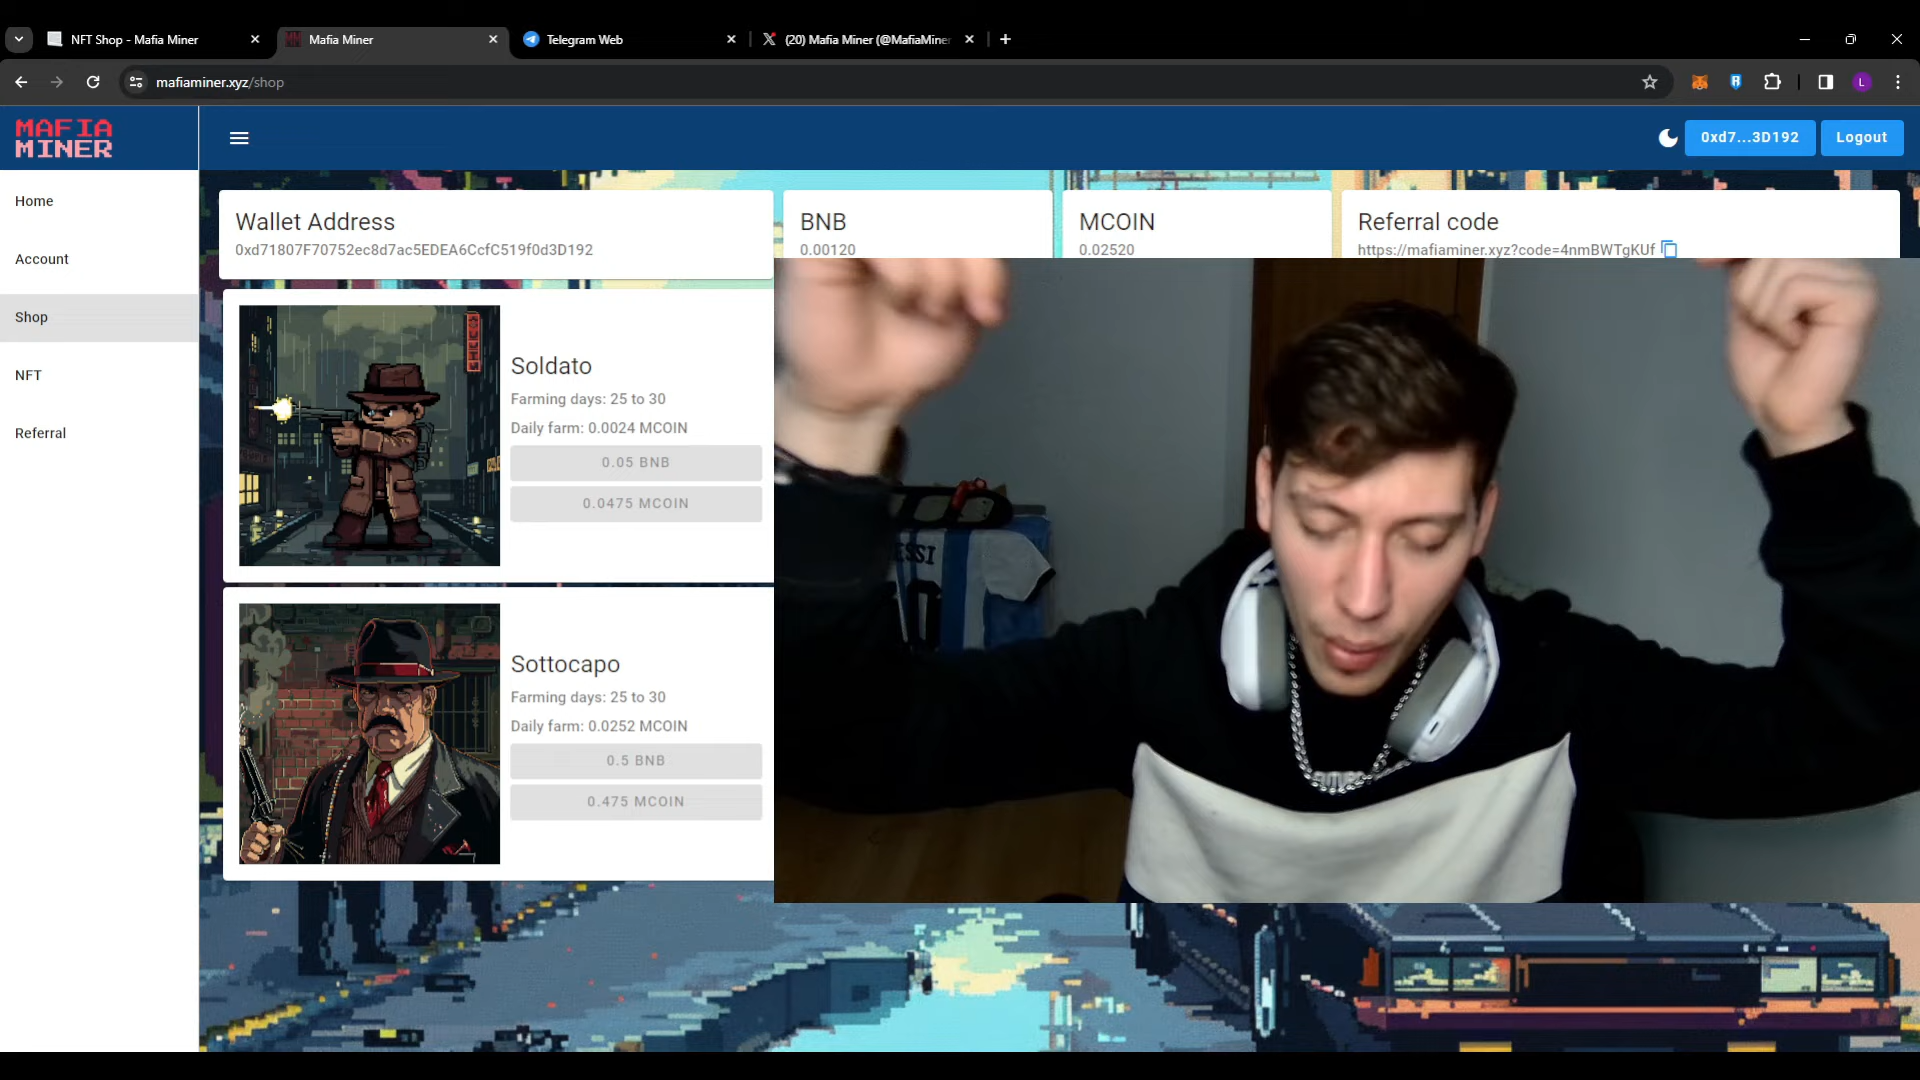 NFT Shop - Mafia Miner
Mafia Miner
Telegram Web
(20) Mafia Miner (@MafiaMiner
mafiaminer.xyz/shop
L
MAFIA
MINER
0xd7...3D192
Logout
Home
Account
Shop
NFT
Referral
Wallet Address
0xd71807F70752ec8d7ac5EDEA6CcfC519f0d3D192
BNB
0.00120
MCOIN
0.02520
Referral code
https://mafiaminer.xyz?code=4nmBWTgKUf
Soldato
Farming days: 25 to 30
Daily farm: 0.0024 MCOIN
0.05 BNB
0.0475 MCOIN
Sottocapo
Farming days: 25 to 30
Daily farm: 0.0252 MCOIN
0.5 BNB
0.475 MCOIN
ESSI
10